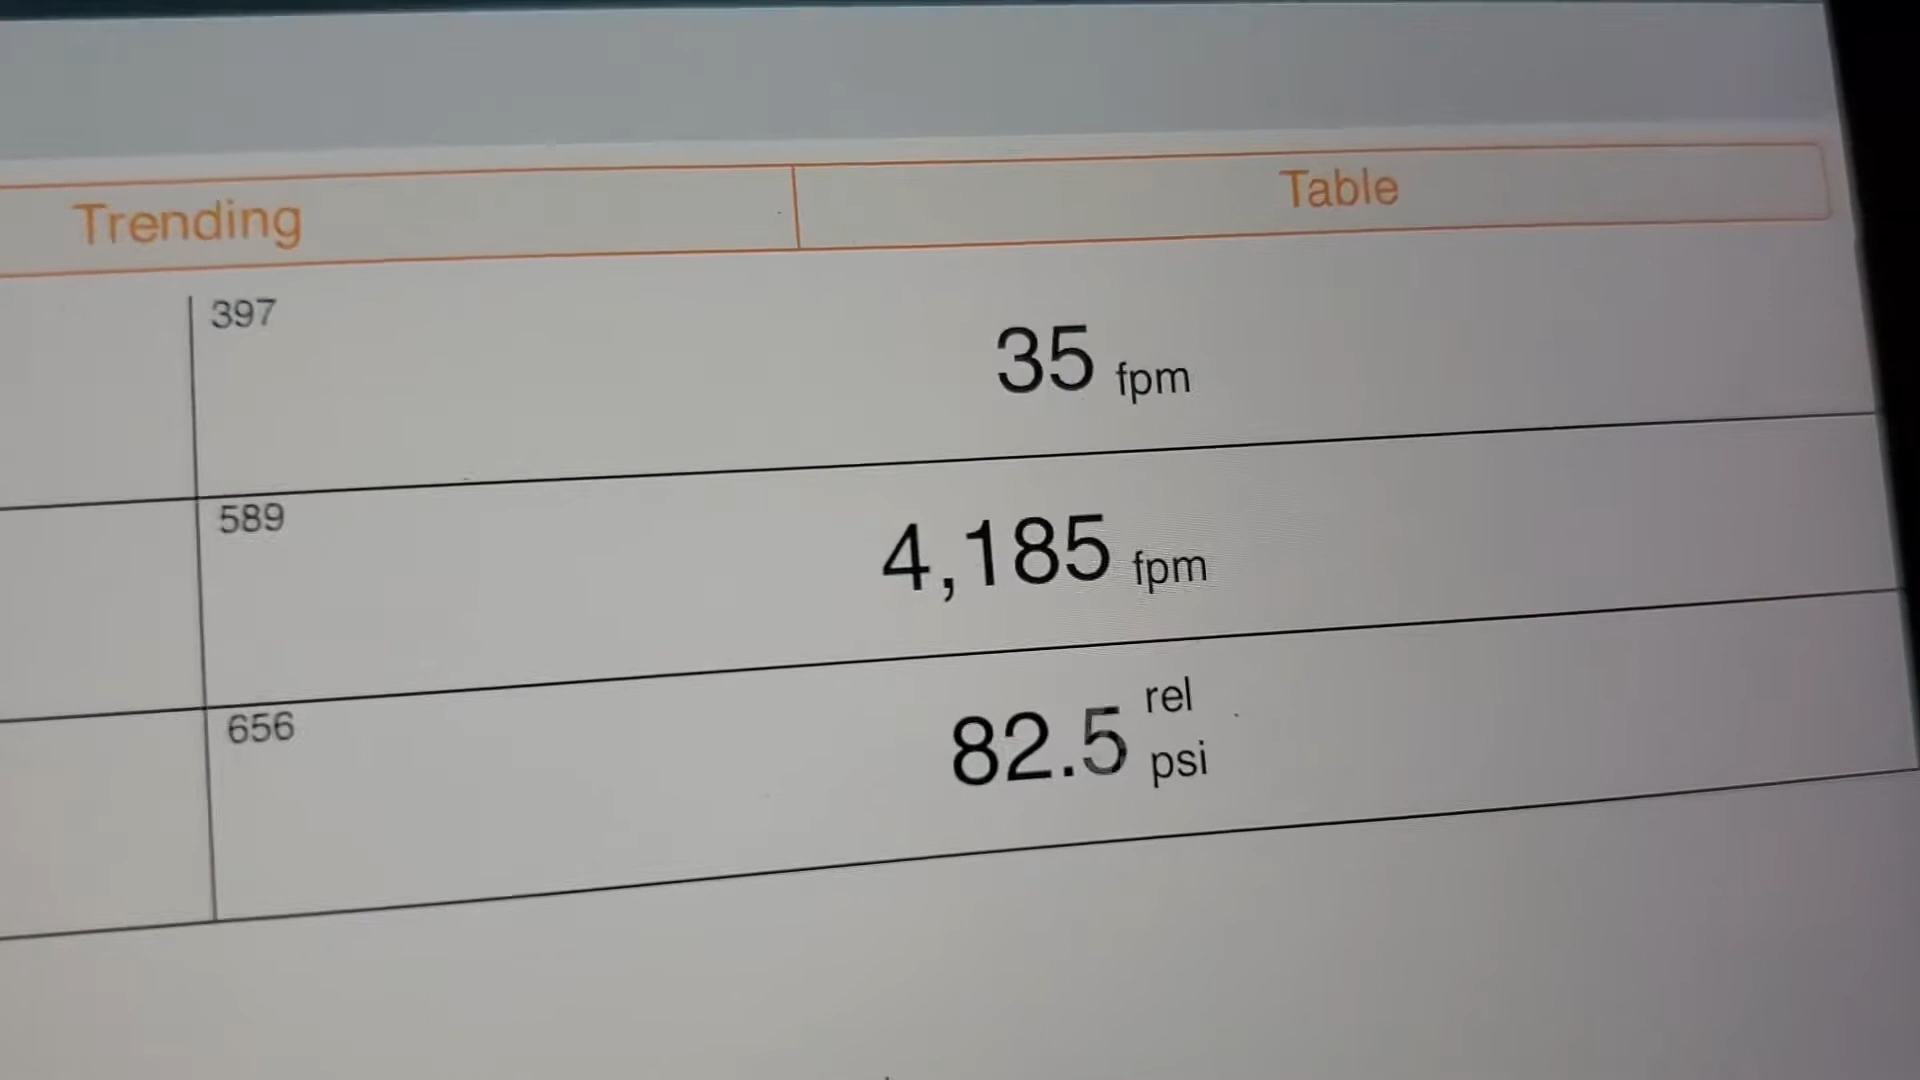 Trending Table
397
35 fpm
589
4,185 fpm
656
82.5 rel psi